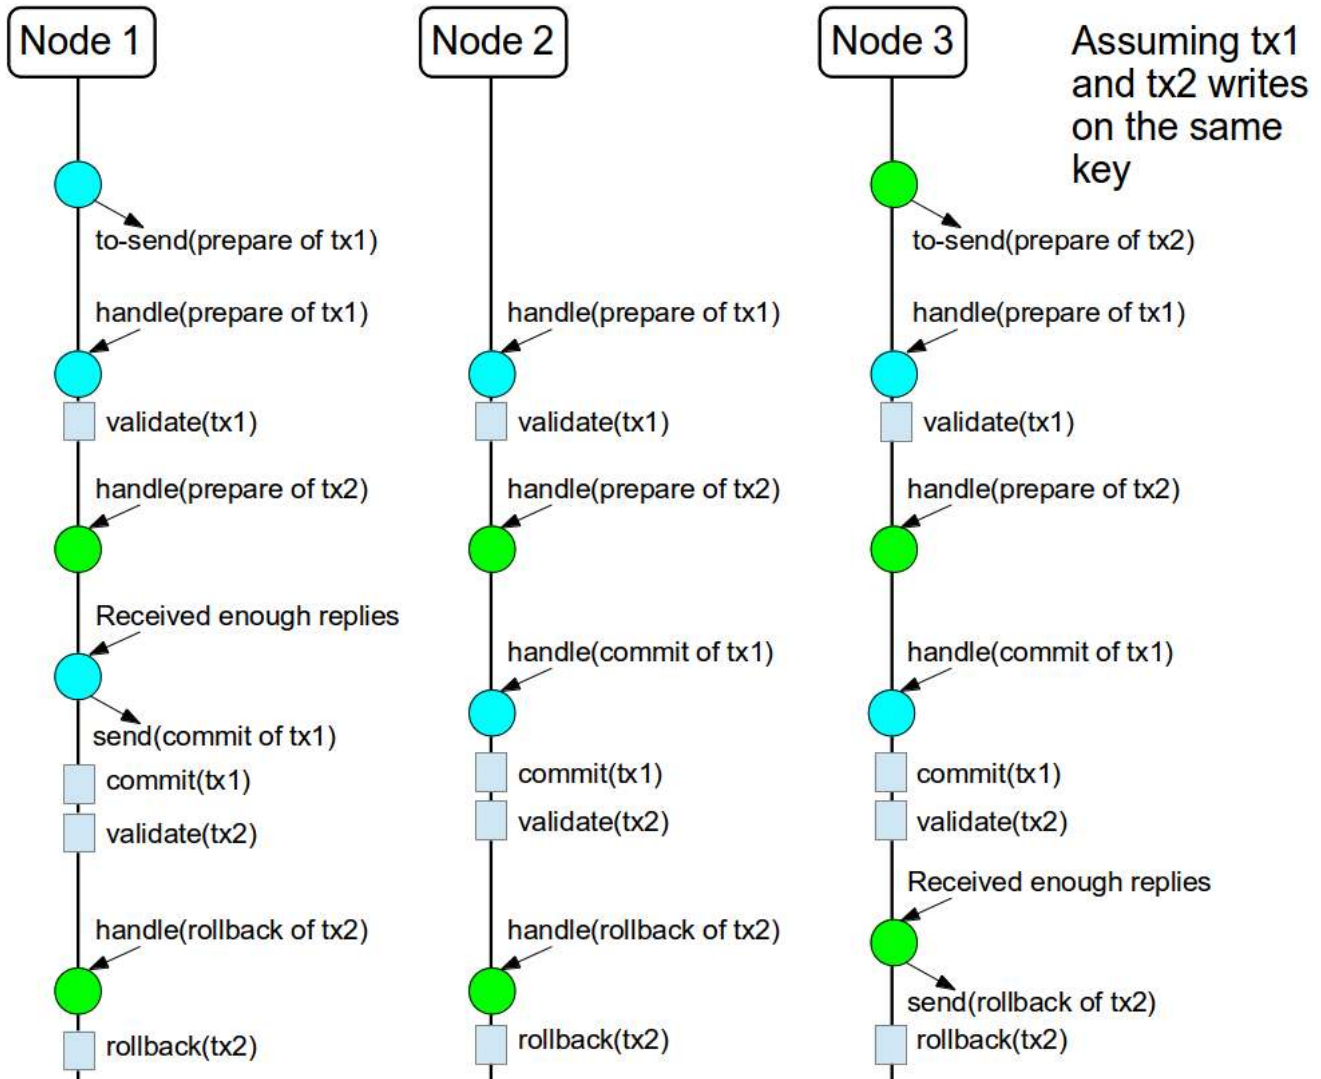 Node 1
Node 2
Node 3
Assuming tx1
and tx2 writes
on the same
key
to-send(prepare of tx1)
to-send(prepare of tx2)
handle(prepare of tx1)
handle(prepare of tx1)
handle(prepare of tx1)
validate(tx1)
validate(tx1)
validate(tx1)
handle(prepare of tx2)
handle(prepare of tx2)
handle(prepare of tx2)
Received enough replies
handle(commit of tx1)
handle(commit of tx1)
send(commit of tx1)
commit(tx1)
commit(tx1)
commit(tx1)
validate(tx2)
validate(tx2)
validate(tx2)
Received enough replies
handle(rollback of tx2)
handle(rollback of tx2)
send(rollback of tx2)
rollback(tx2)
rollback(tx2)
rollback(tx2)